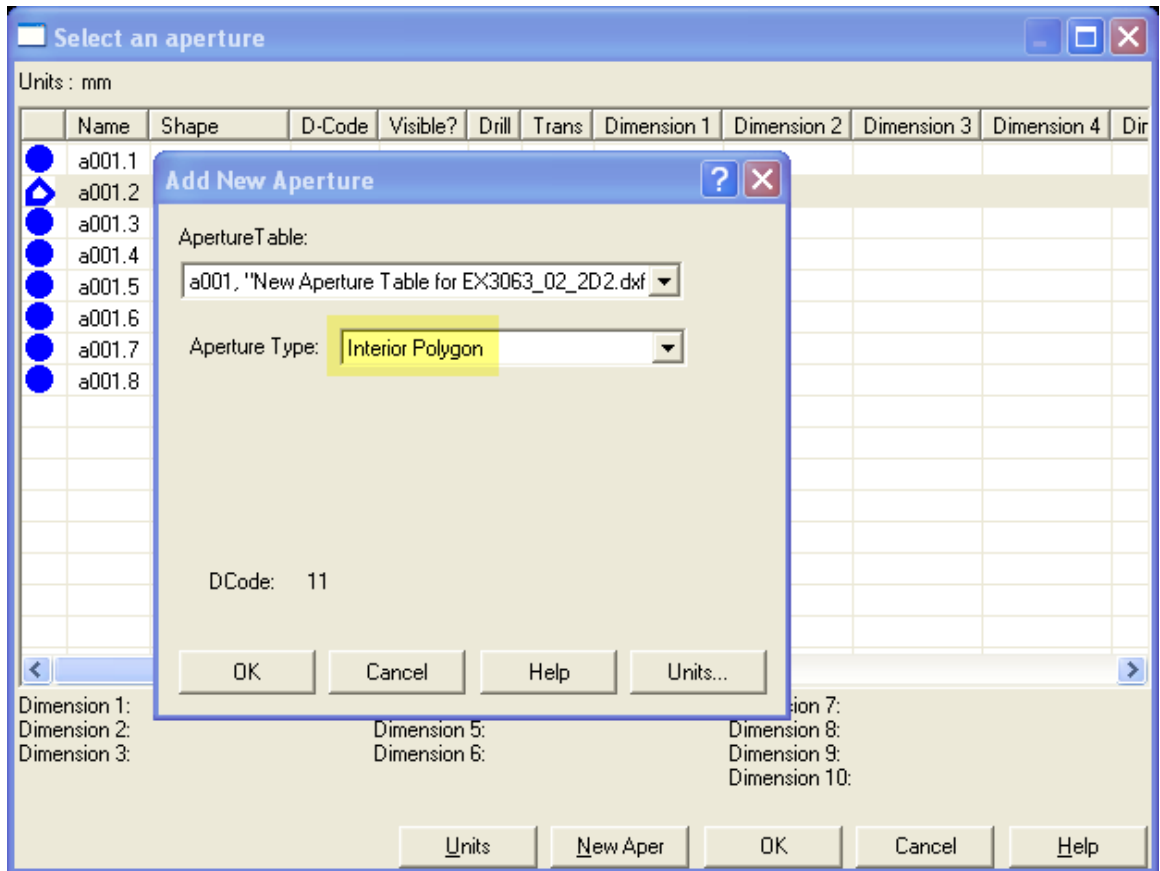 Select an aperture
Units : mm
Name Shape D-Code Visible? Drill Trans Dimension 1 Dimension 2 Dimension 3 Dimension 4 Dir
a001.1
a001.2
a001.3
a001.4
a001.5
a001.6
a001.7
a001.8
Add New Aperture
ApertureTable:
a001, "New Aperture Table for EX3063_02_2D2.dxf
Aperture Type: Interior Polygon
DCode: 11
OK Cancel Help Units...
Dimension 1: sion 7:
Dimension 2: Dimension 5: Dimension 8:
Dimension 3: Dimension 6: Dimension 9:
Dimension 10:
Units New Aper OK Cancel Help